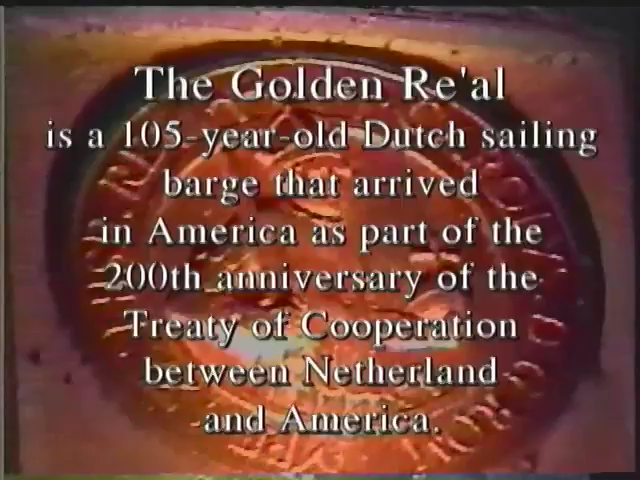 The Golden Re'al
is a 105-year-old Dutch sailing
barge that arrived
in America as part of the
200th anniversary of the
Treaty of Cooperation
between Netherland
and America.